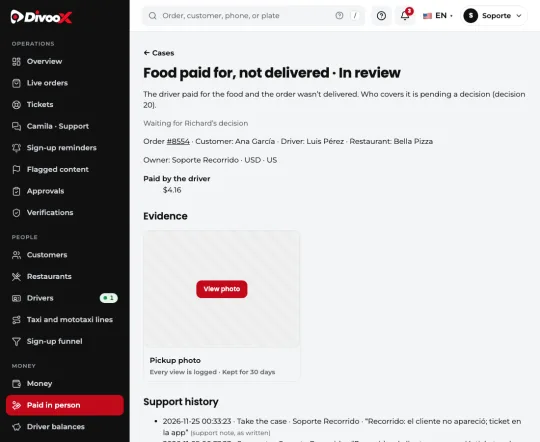 DivooX
Order, customer, phone, or plate
/
3
EN
S
Soporte
OPERATIONS
Overview
Live orders
Tickets
Camila · Support
Sign-up reminders
Flagged content
Approvals
Verifications
PEOPLE
Customers
Restaurants
Drivers
1
Taxi and mototaxi lines
Sign-up funnel
MONEY
Money
Paid in person
Driver balances
← Cases
Food paid for, not delivered · In review
The driver paid for the food and the order wasn't delivered. Who covers it is pending a decision (decision
20).
Waiting for Richard's decision
Order #8554 · Customer: Ana García · Driver: Luis Pérez · Restaurant: Bella Pizza
Owner: Soporte Recorrido · USD · US
Paid by the driver
$4.16
Evidence
View photo
Pickup photo
Every view is logged · Kept for 30 days
Support history
2026-11-25 00:33:23 · Take the case · Soporte Recorrido · "Recorrido: el cliente no apareció; ticket en
la app" (support note, as written)